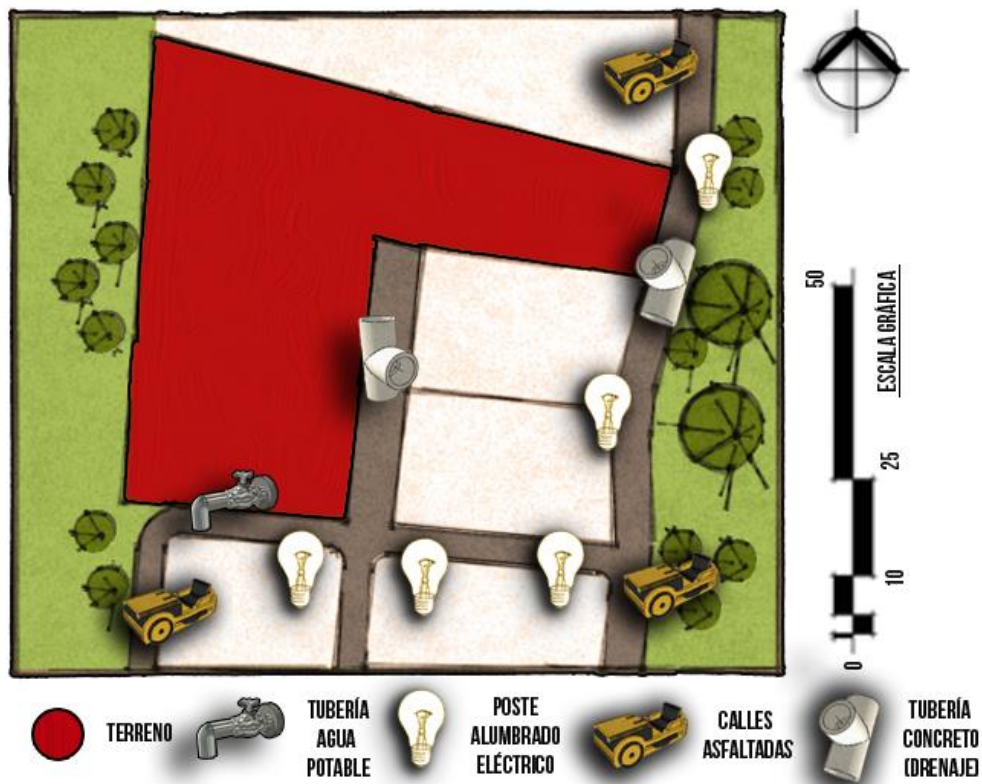 50
ESCALA GRÁFICA
25
10
0
TERRENO
TUBERÍA
AGUA
POTABLE
POSTE
ALUMBRADO
ELÉCTRICO
CALLES
ASFALTADAS
TUBERÍA
CONCRETO
(DRENAJE)